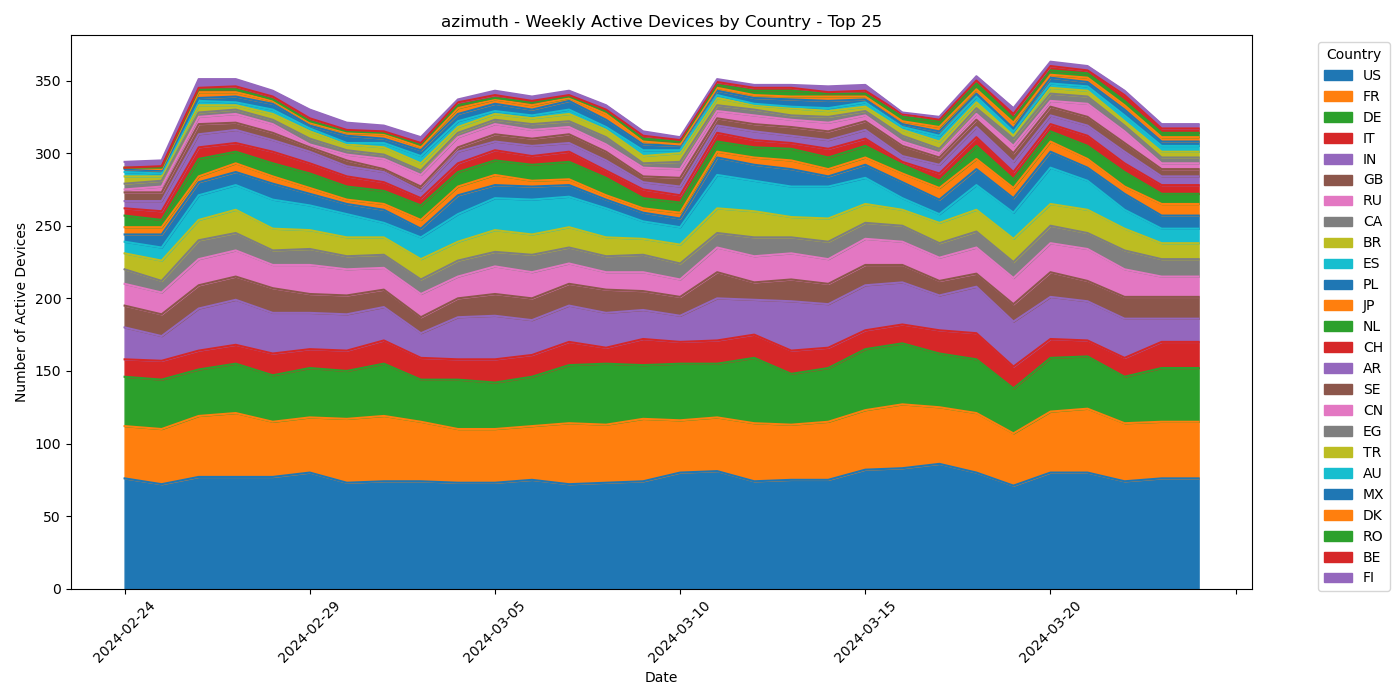 azimuth - Weekly Active Devices by Country - Top 25
Number of Active Devices
350
300
250
200
150
100
50
0
2024-02-24
2024-02-29
2024-03-05
2024-03-10
2024-03-15
2024-03-20
Date
Country
US
FR
DE
IT
IN
GB
RU
CA
BR
ES
PL
JP
NL
CH
AR
SE
CN
EG
TR
AU
MX
DK
RO
BE
FI